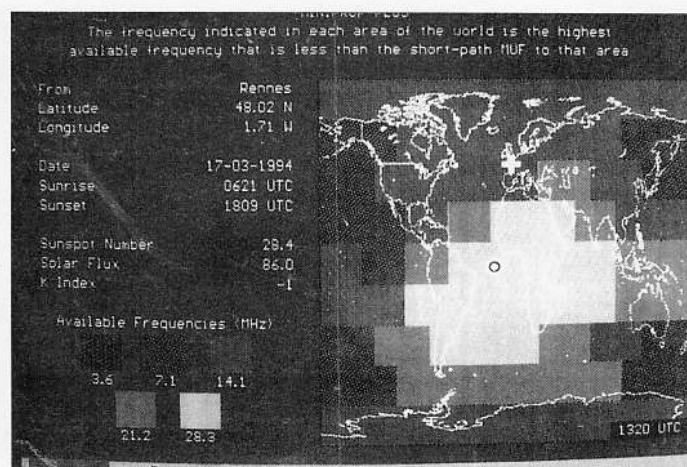 MINIPROP PLUS
The frequency indicated in each area of the world is the highest
available frequency that is less than the short-path MUF to that area
From Rennes
Latitude 48.02 N
Longitude 1.71 W
Date 17-03-1994
Sunrise 0621 UTC
Sunset 1809 UTC
Sunspot Number 28.4
Solar Flux 86.0
K Index -1
Available Frequencies (MHz)
3.6 7.1 14.1
21.2 28.3
1320 UTC